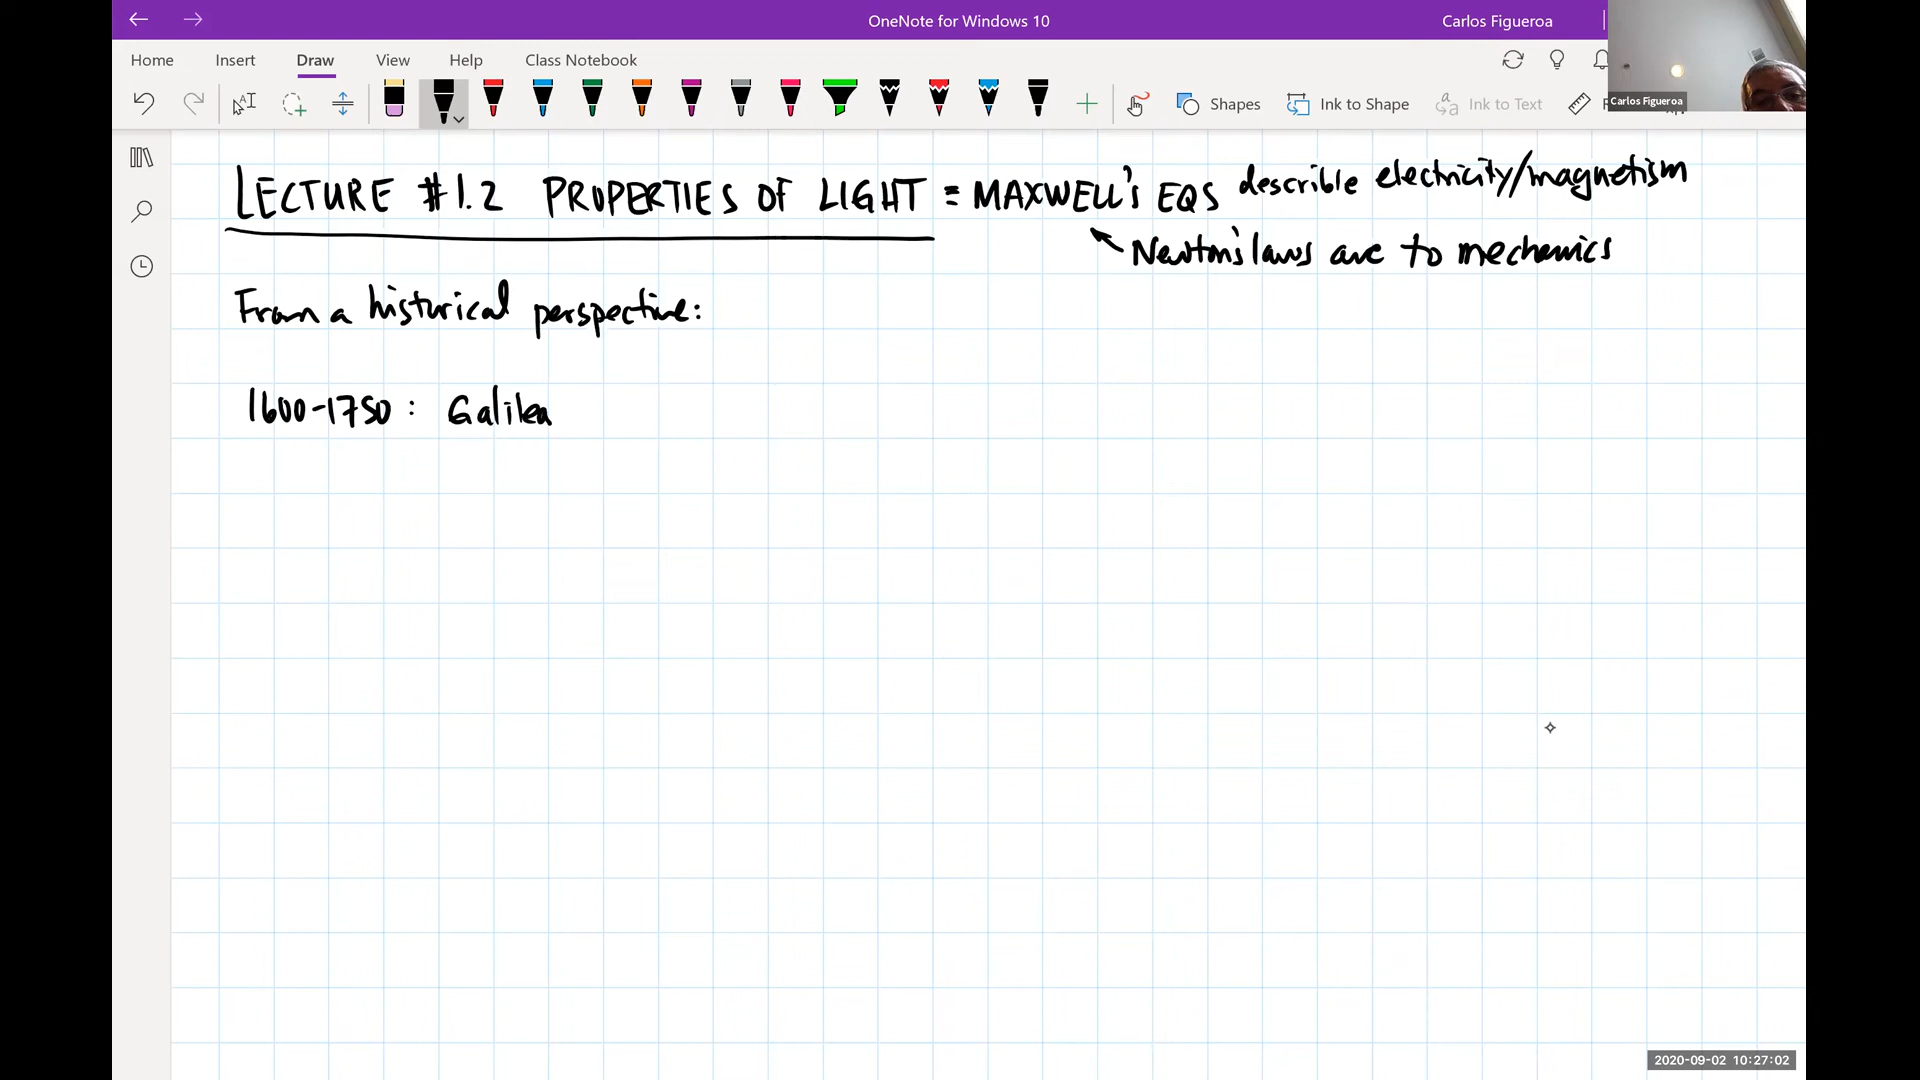 OneNote for Windows 10
Carlos Figueroa
Home Insert Draw View Help Class Notebook
Shapes Ink to Shape Ink to Text
Carlos Figueroa
LECTURE #1.2 PROPERTIES OF LIGHT = MAXWELL'S EQS describle electricity/magnetism
Newton's laws are to mechanics
From a historical perspective:
1600-1750: Galilea
2020-09-02 10:27:02